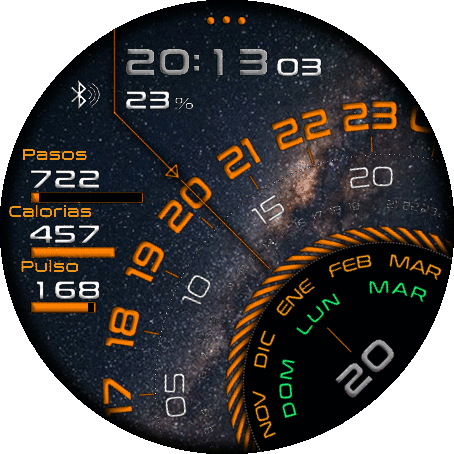 20:13 03
23 %
Pasos
722
Calorias
457
Pulso
168
17 18 19 20 21 22 23
05 10 15 20
NOV DIC ENE FEB MAR
DOM LUN MAR
20